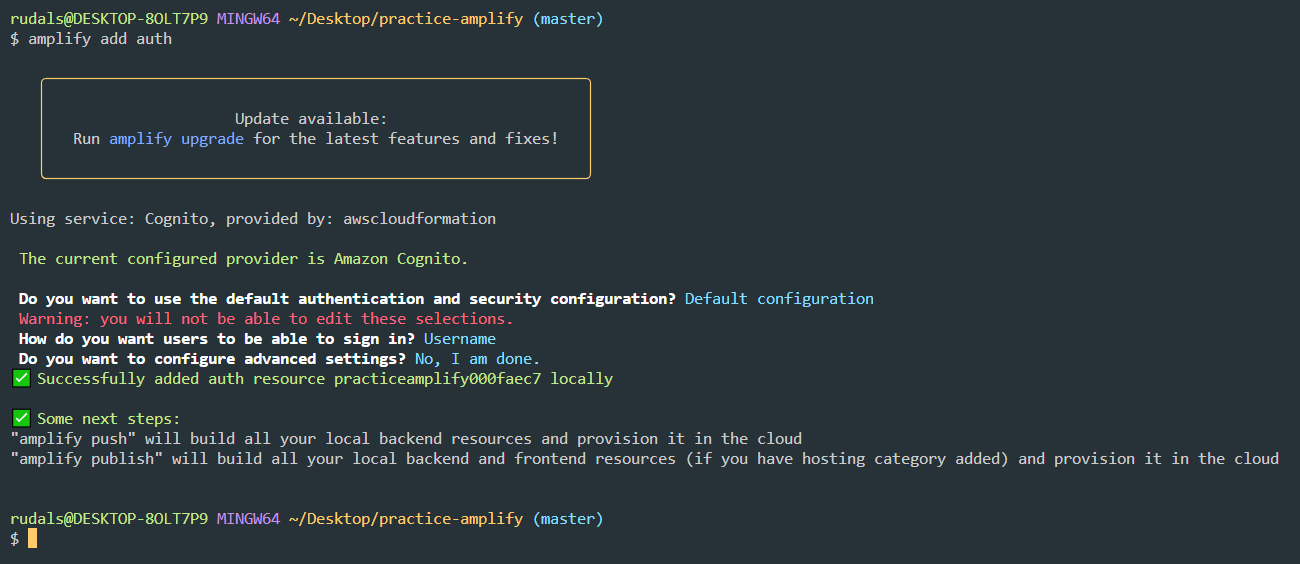 rudals@DESKTOP-8OLT7P9 MINGW64 ~/Desktop/practice-amplify (master)
$ amplify add auth
Update available:
Run amplify upgrade for the latest features and fixes!
Using service: Cognito, provided by: awscloudformation
The current configured provider is Amazon Cognito.
Do you want to use the default authentication and security configuration? Default configuration
Warning: you will not be able to edit these selections.
How do you want users to be able to sign in? Username
Do you want to configure advanced settings? No, I am done.
✅ Successfully added auth resource practiceamplify000faec7 locally
✅ Some next steps:
"amplify push" will build all your local backend resources and provision it in the cloud
"amplify publish" will build all your local backend and frontend resources (if you have hosting category added) and provision it in the cloud
rudals@DESKTOP-8OLT7P9 MINGW64 ~/Desktop/practice-amplify (master)
$